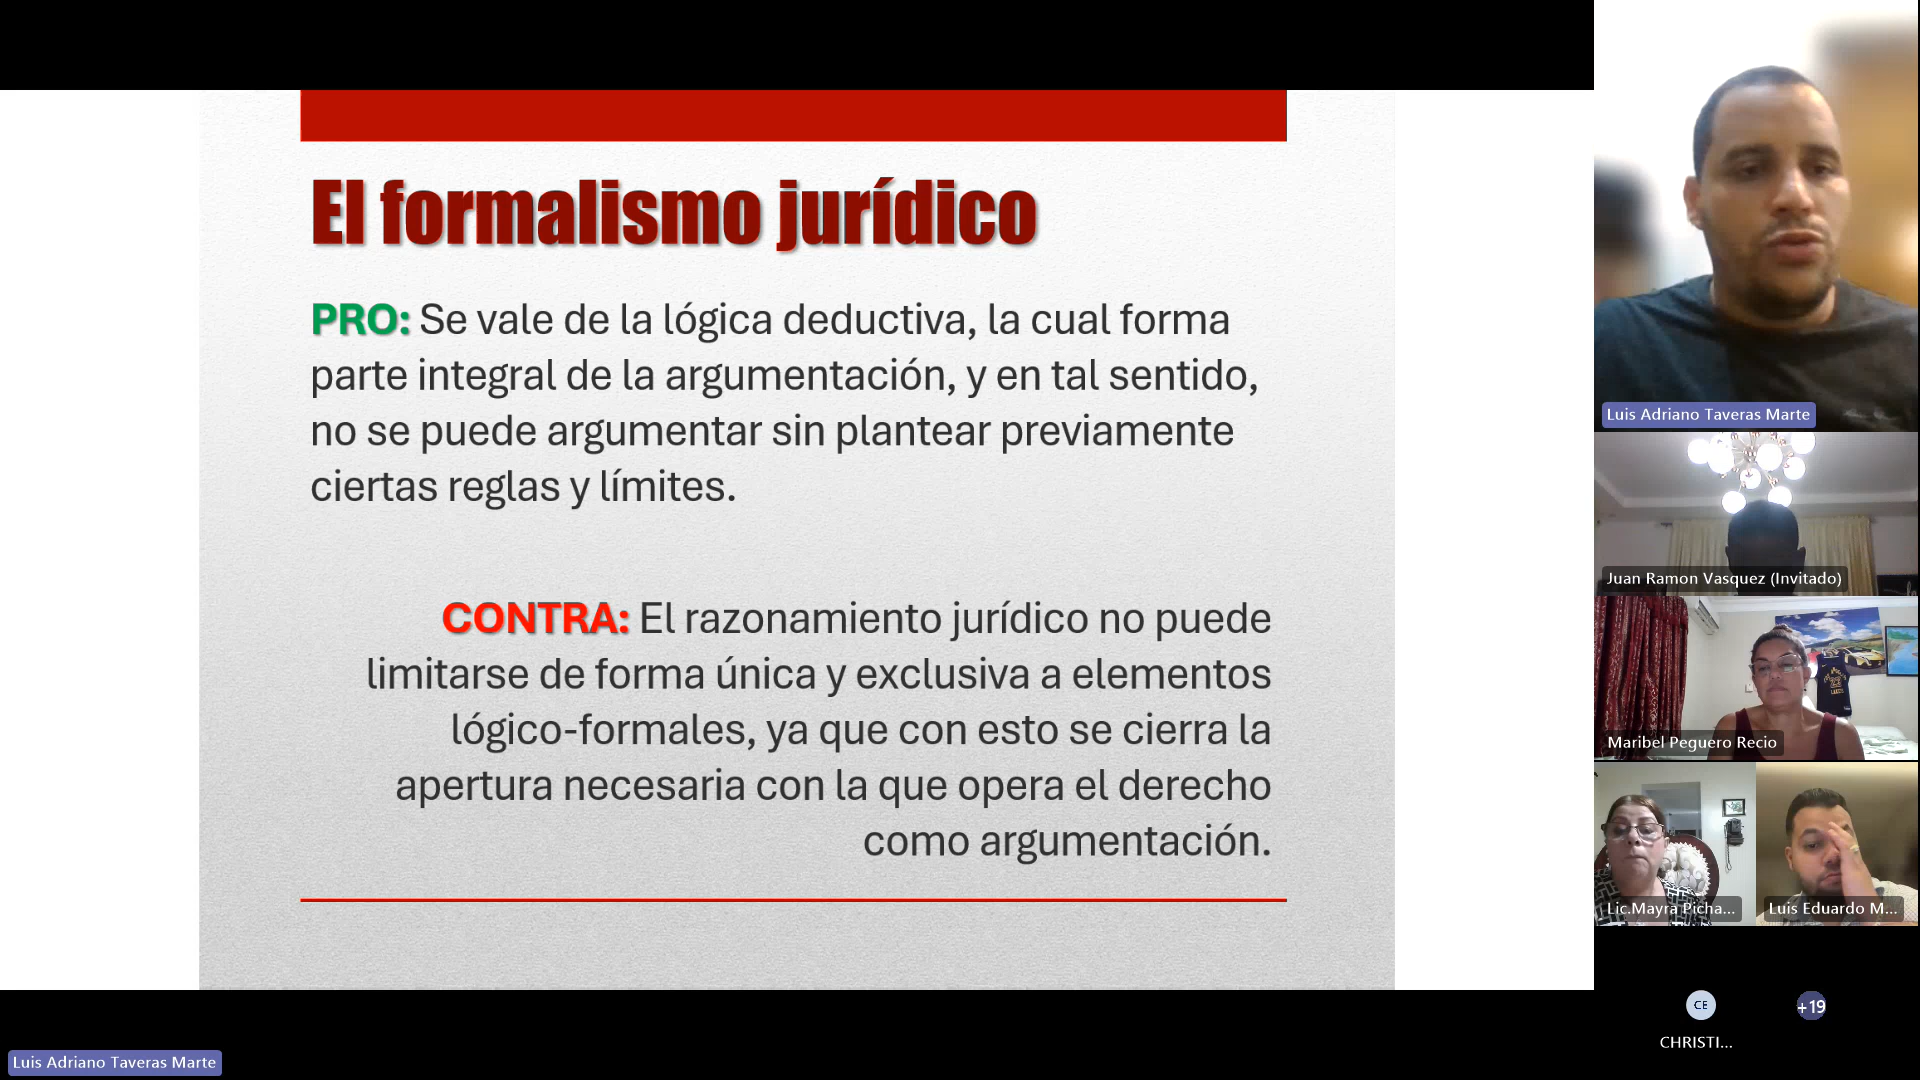 El formalismo jurídico
PRO: Se vale de la lógica deductiva, la cual forma
parte integral de la argumentación, y en tal sentido,
no se puede argumentar sin plantear previamente
ciertas reglas y límites.
CONTRA: El razonamiento jurídico no puede
limitarse de forma única y exclusiva a elementos
lógico-formales, ya que con esto se cierra la
apertura necesaria con la que opera el derecho
como argumentación.
Luis Adriano Taveras Marte
Luis Adriano Taveras Marte
Juan Ramon Vasquez (Invitado)
Maribel Peguero Recio
Lic.Mayra Picha...
Luis Eduardo M...
CE
+19
CHRISTI...